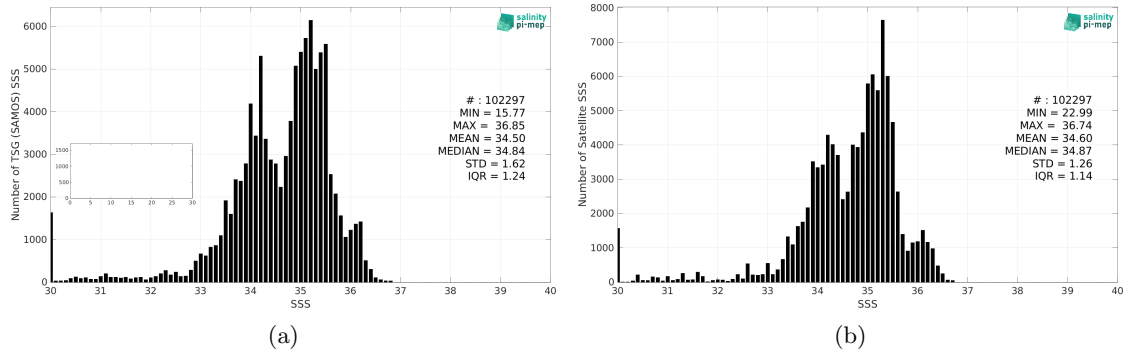 salinity
pi-mep
Number of TSG (SAMOS) SSS
6000
5000
4000
3000
2000
1000
0
# : 102297
MIN = 15.77
MAX = 36.85
MEAN = 34.50
MEDIAN = 34.84
STD = 1.62
IQR = 1.24
1500
1000
500
0
0 5 10 15 20 25 30
30 31 32 33 34 35 36 37 38 39 40
SSS
(a)
salinity
pi-mep
Number of Satellite SSS
8000
7000
6000
5000
4000
3000
2000
1000
0
# : 102297
MIN = 22.99
MAX = 36.74
MEAN = 34.60
MEDIAN = 34.87
STD = 1.26
IQR = 1.14
30 31 32 33 34 35 36 37 38 39 40
SSS
(b)